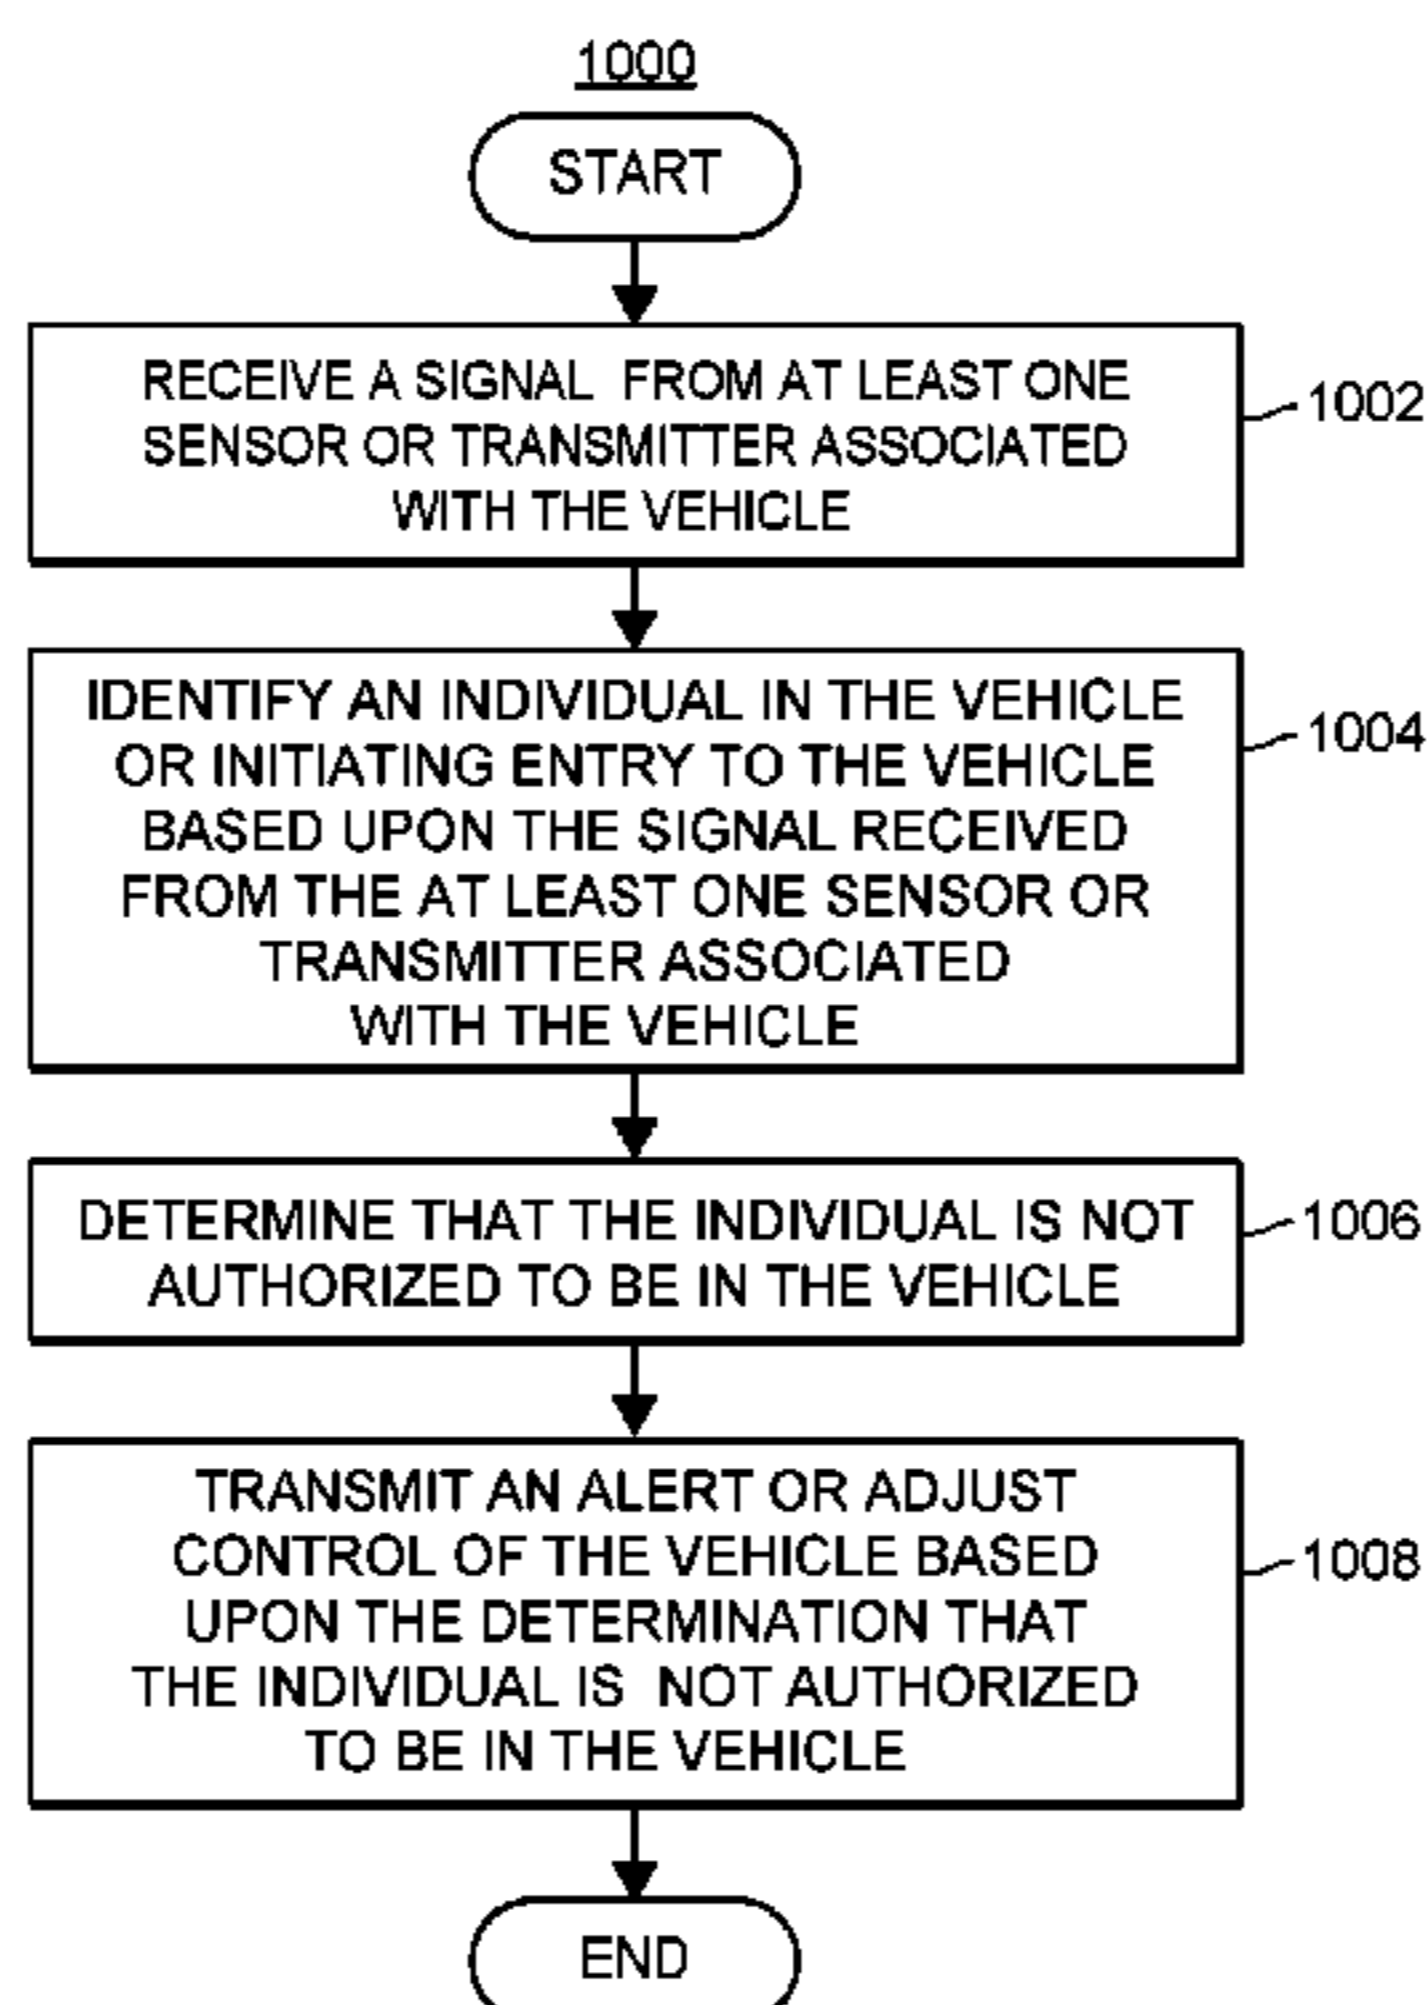 1000
START
RECEIVE A SIGNAL FROM AT LEAST ONE
SENSOR OR TRANSMITTER ASSOCIATED
WITH THE VEHICLE
1002
IDENTIFY AN INDIVIDUAL IN THE VEHICLE
OR INITIATING ENTRY TO THE VEHICLE
BASED UPON THE SIGNAL RECEIVED
FROM THE AT LEAST ONE SENSOR OR
TRANSMITTER ASSOCIATED
WITH THE VEHICLE
1004
DETERMINE THAT THE INDIVIDUAL IS NOT
AUTHORIZED TO BE IN THE VEHICLE
1006
TRANSMIT AN ALERT OR ADJUST
CONTROL OF THE VEHICLE BASED
UPON THE DETERMINATION THAT
THE INDIVIDUAL IS NOT AUTHORIZED
TO BE IN THE VEHICLE
1008
END